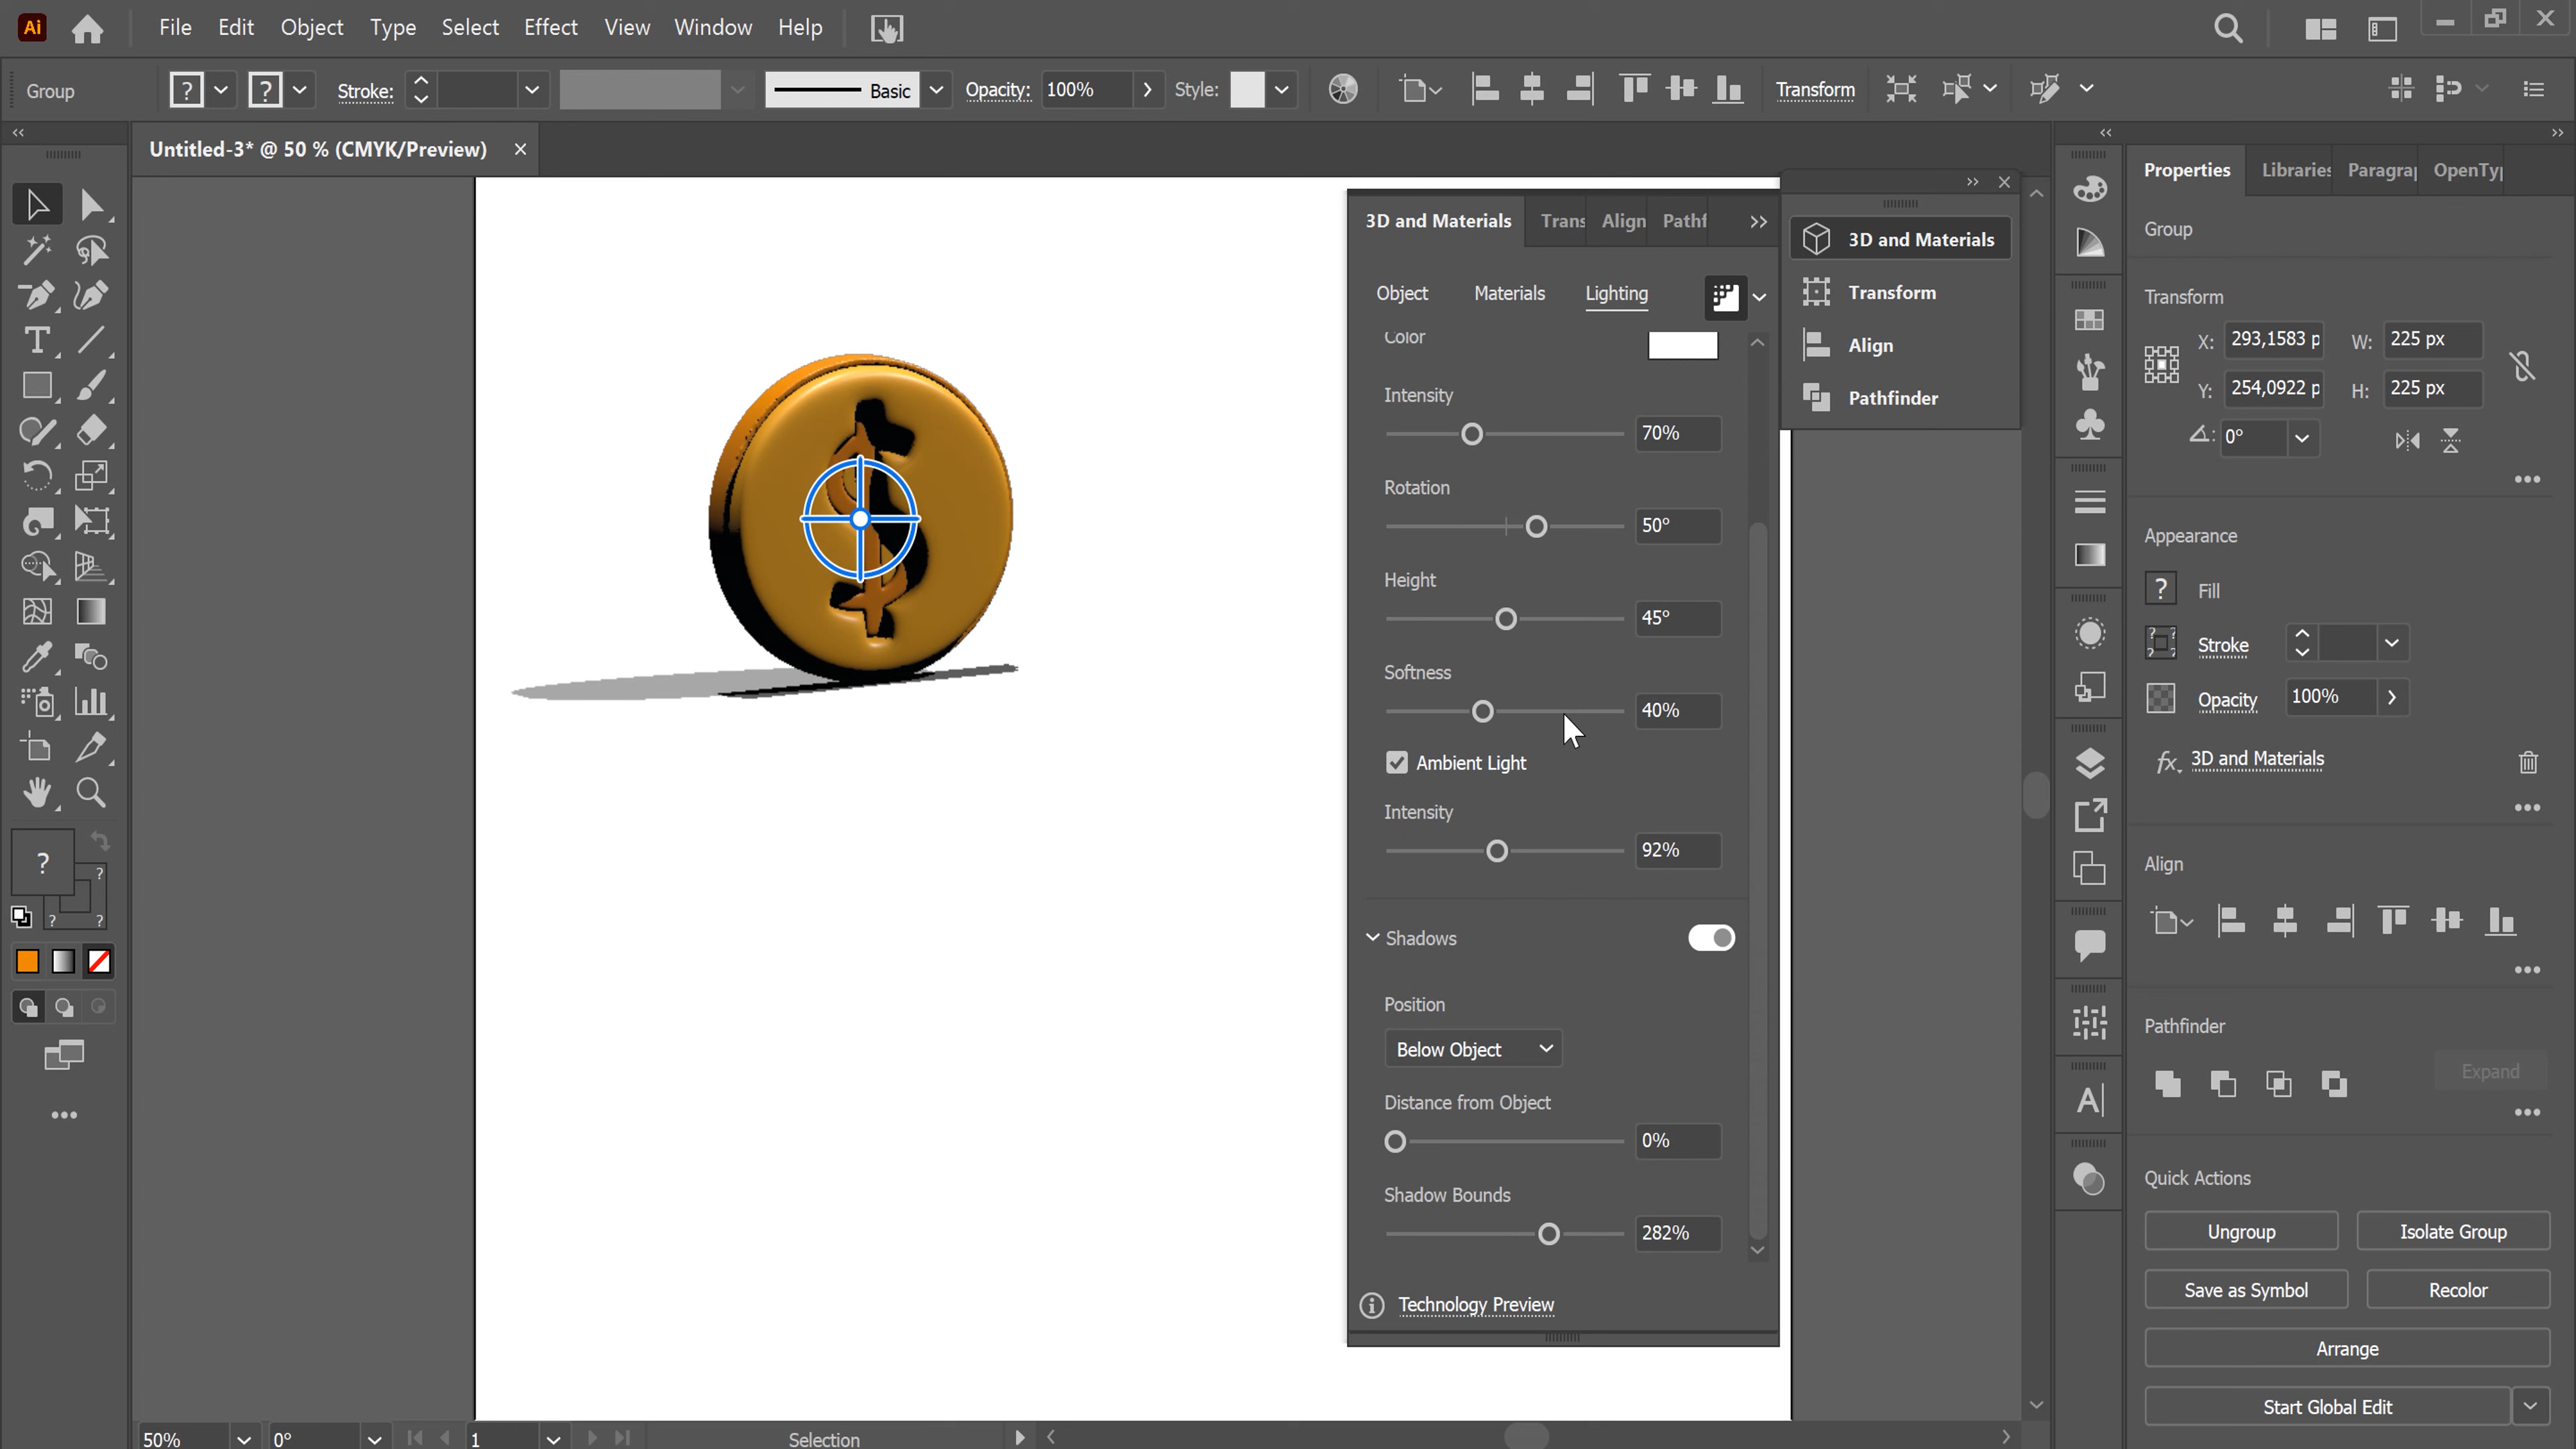 Ai File Edit Object Type Select Effect View Window Help
Group ? ? Stroke: Basic Opacity: 100% Style: Transform
Untitled-3* @ 50 % (CMYK/Preview) ×
3D and Materials Trans Align Pathf
Object Materials Lighting
Color
Intensity
70%
Rotation
50°
Height
45°
Softness
40%
Ambient Light
Intensity
92%
Shadows
Position
Below Object
Distance from Object
0%
Shadow Bounds
282%
Technology Preview
3D and Materials
Transform
Align
Pathfinder
Properties Libraries Paragra OpenTyp
Group
Transform
X: 293,1583 p W: 225 px
Y: 254,0922 p H: 225 px
0°
Appearance
? Fill
Stroke
Opacity 100%
fx. 3D and Materials
Align
Pathfinder
Expand
Quick Actions
Ungroup Isolate Group
Save as Symbol Recolor
Arrange
Start Global Edit
T
?
?
? ?
$
A
50% 0° 1 Selection